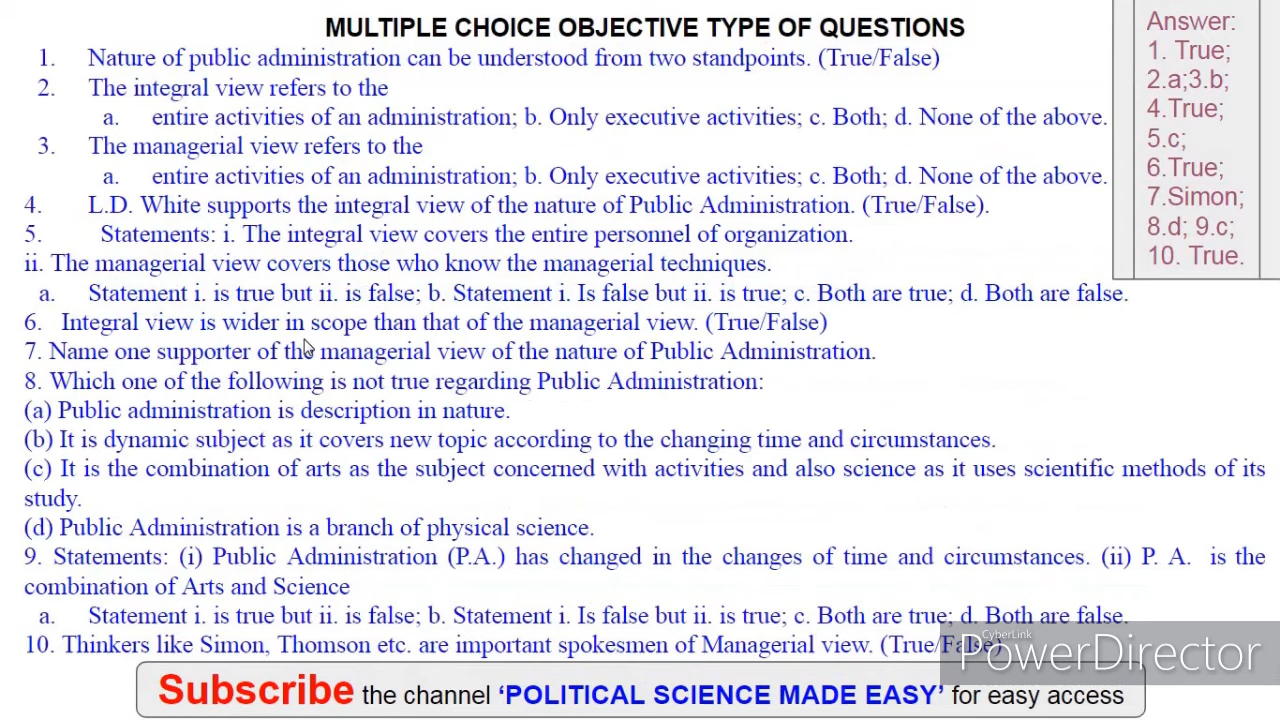 MULTIPLE CHOICE OBJECTIVE TYPE OF QUESTIONS
1. Nature of public administration can be understood from two standpoints. (True/False)
2. The integral view refers to the
a. entire activities of an administration; b. Only executive activities; c. Both; d. None of the above.
3. The managerial view refers to the
a. entire activities of an administration; b. Only executive activities; c. Both; d. None of the above.
4. L.D. White supports the integral view of the nature of Public Administration. (True/False).
5. Statements: i. The integral view covers the entire personnel of organization.
ii. The managerial view covers those who know the managerial techniques.
a. Statement i. is true but ii. is false; b. Statement i. Is false but ii. is true; c. Both are true; d. Both are false.
6. Integral view is wider in scope than that of the managerial view. (True/False)
7. Name one supporter of the managerial view of the nature of Public Administration.
8. Which one of the following is not true regarding Public Administration:
(a) Public administration is description in nature.
(b) It is dynamic subject as it covers new topic according to the changing time and circumstances.
(c) It is the combination of arts as the subject concerned with activities and also science as it uses scientific methods of its
study.
(d) Public Administration is a branch of physical science.
9. Statements: (i) Public Administration (P.A.) has changed in the changes of time and circumstances. (ii) P. A. is the
combination of Arts and Science
a. Statement i. is true but ii. is false; b. Statement i. Is false but ii. is true; c. Both are true; d. Both are false.
10. Thinkers like Simon, Thomson etc. are important spokesmen of Managerial view. (True/False)
Answer:
1. True;
2.a;3.b;
4.True;
5.c;
6.True;
7.Simon;
8.d; 9.c;
10. True.
CyberLink
PowerDirector
Subscribe the channel ‘POLITICAL SCIENCE MADE EASY’ for easy access